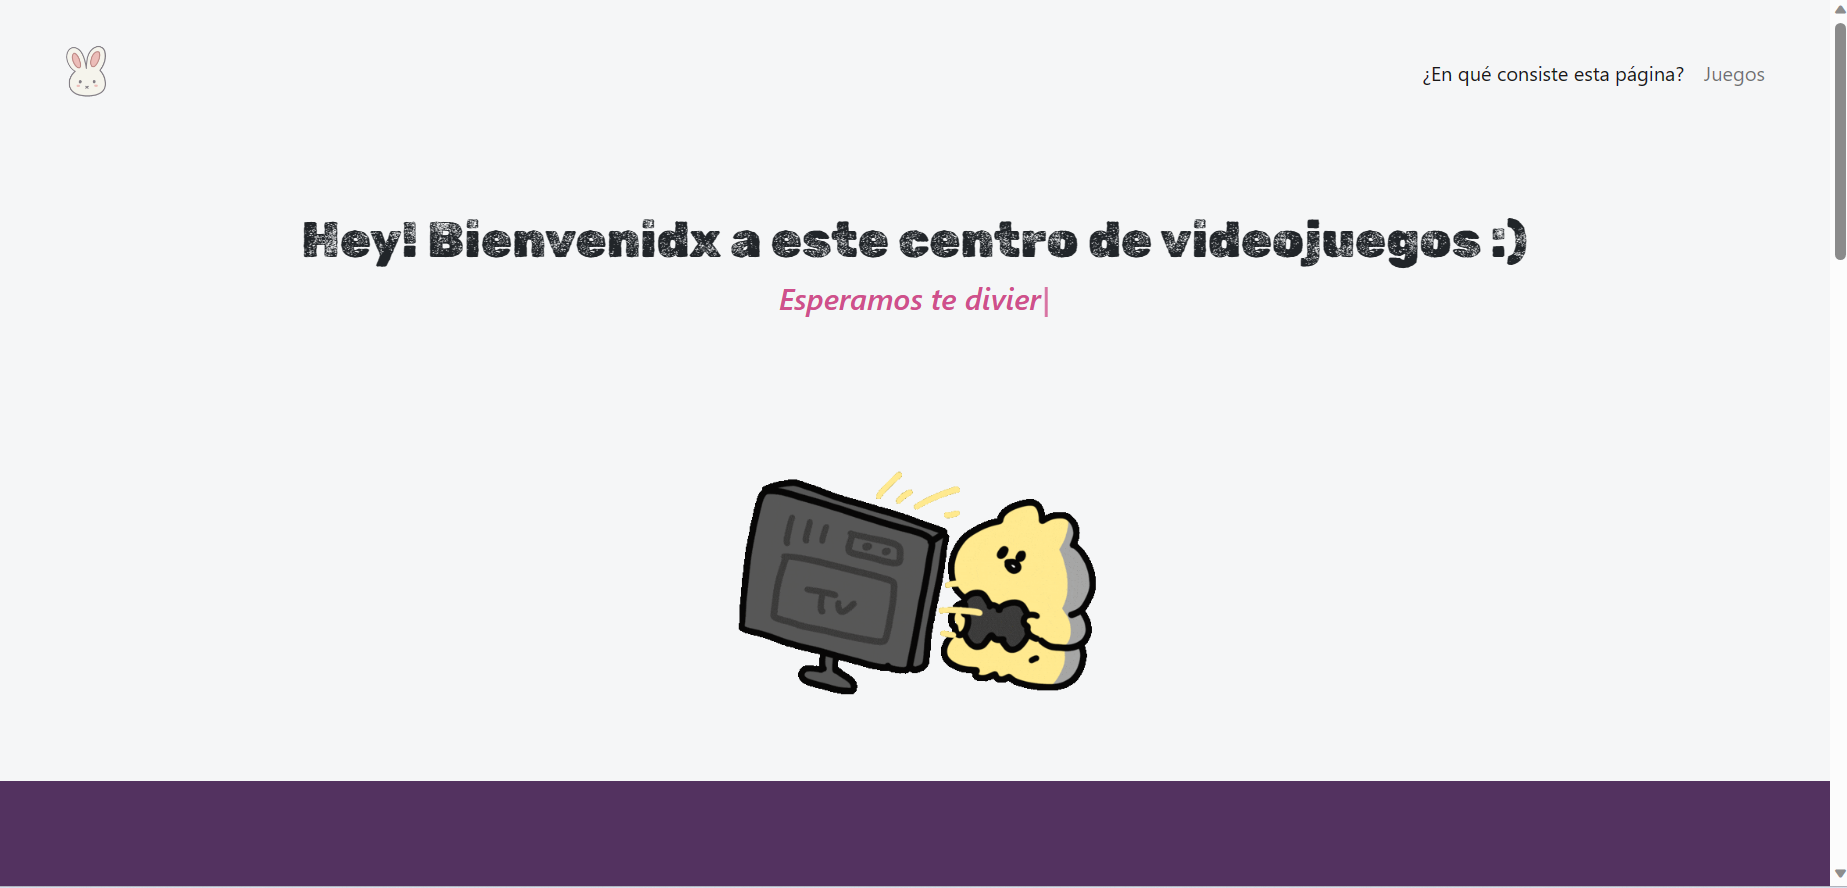 ¿En qué consiste esta página? Juegos
Hey! Bienvenidx a este centro de videojuegos :)
Esperamos te divier|
TV